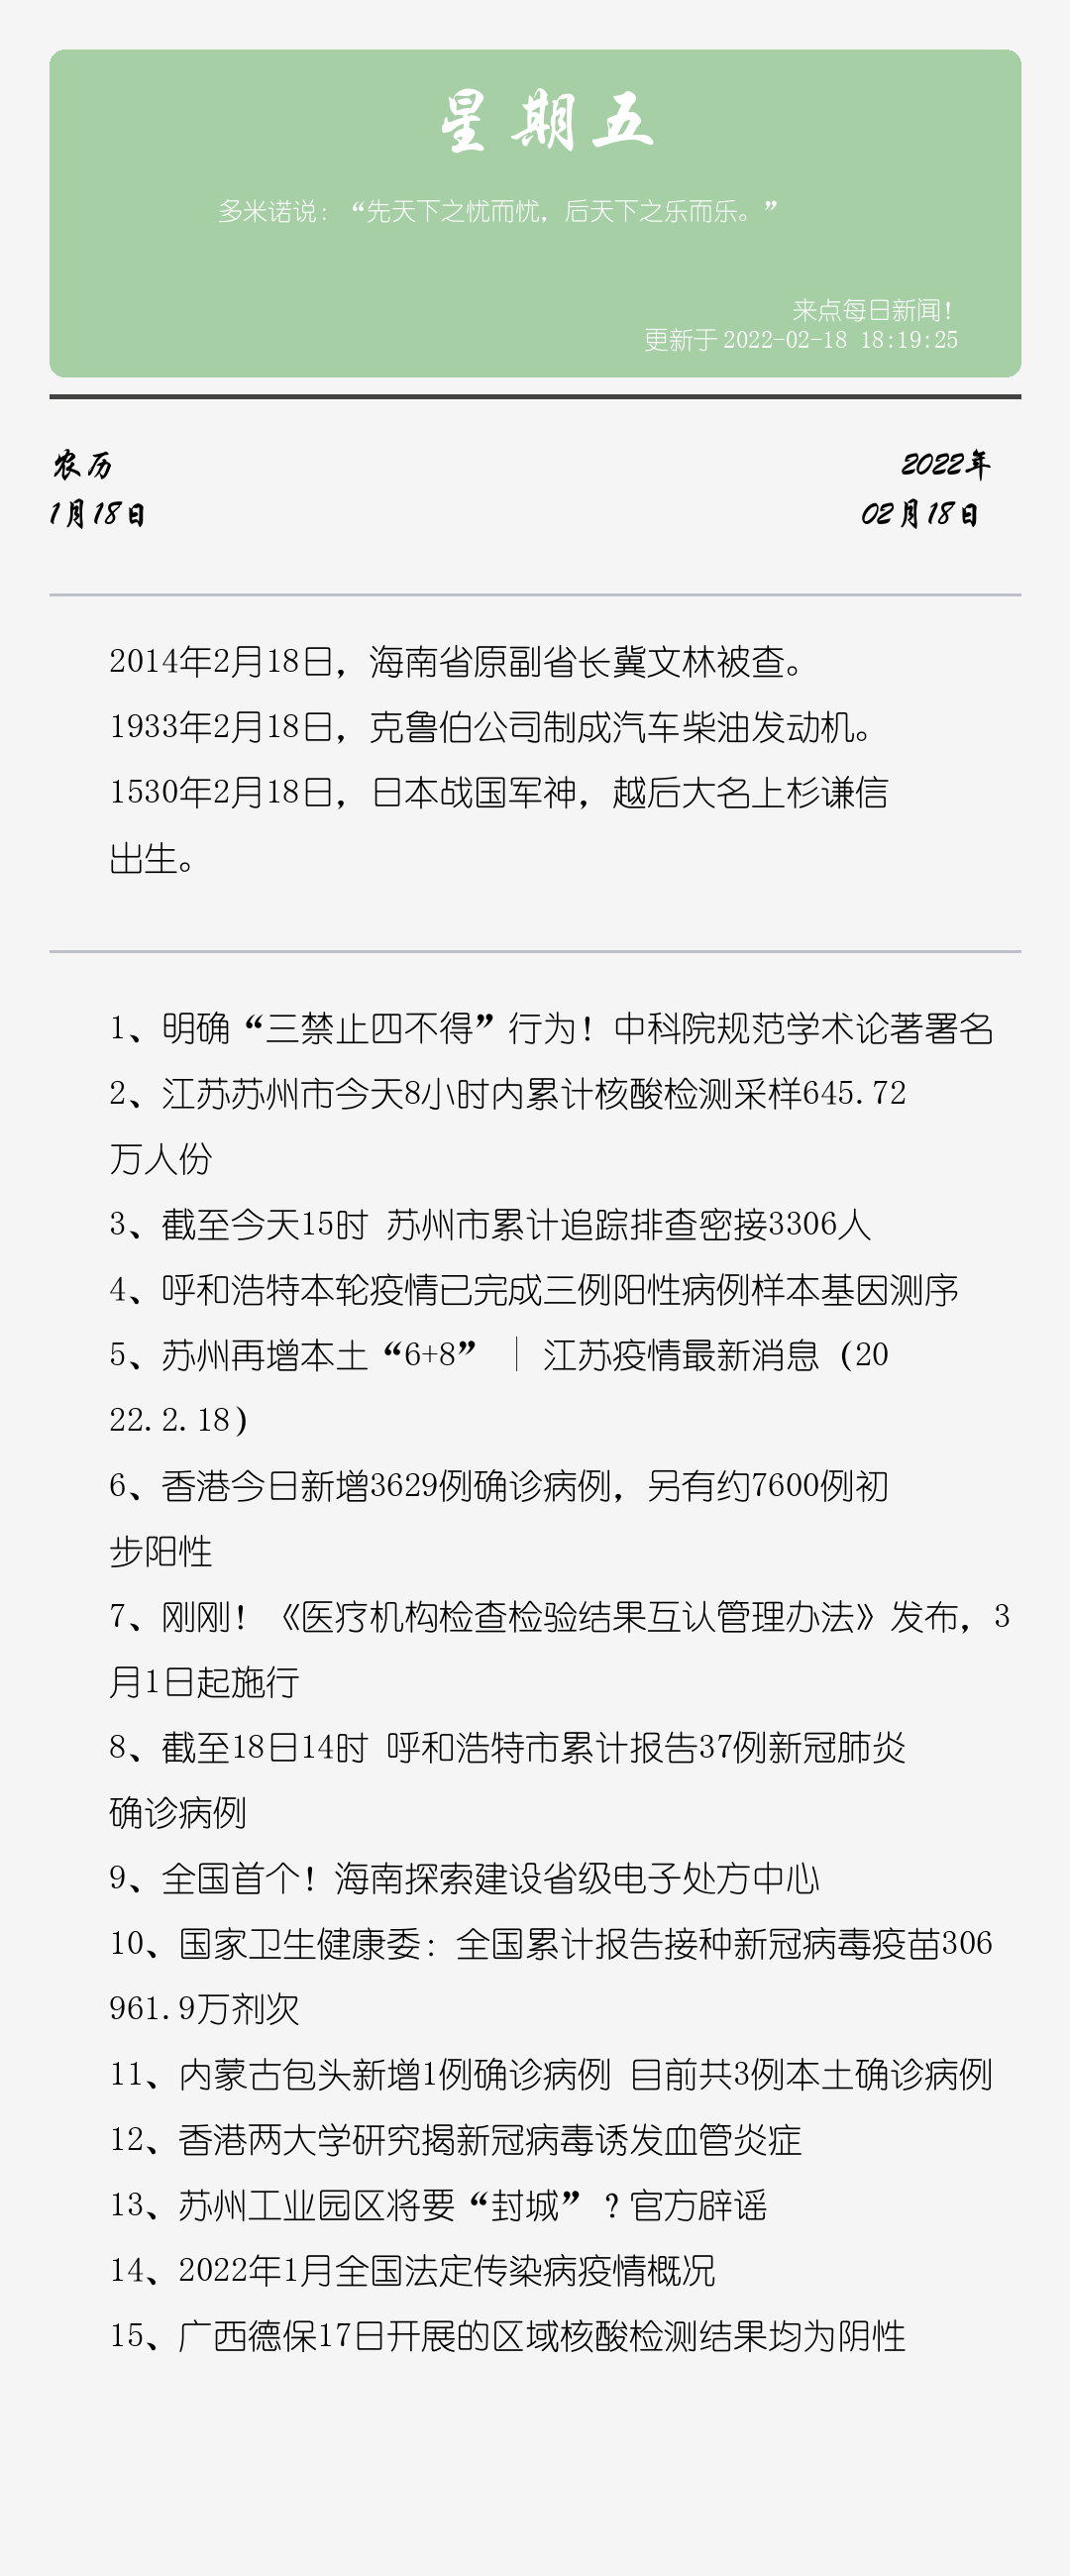 星期五
多米诺说：“先天下之忧而忧，后天下之乐而乐。”
来点每日新闻！
更新于 2022-02-18 18:19:25
农历
1月18日
2022年
02月18日
2014年2月18日，海南省原副省长冀文林被查。
1933年2月18日，克鲁伯公司制成汽车柴油发动机。
1530年2月18日，日本战国军神，越后大名上杉谦信
出生。
1、明确“三禁止四不得”行为！中科院规范学术论著署名
2、江苏苏州市今天8小时内累计核酸检测采样645.72
万人份
3、截至今天15时 苏州市累计追踪排查密接3306人
4、呼和浩特本轮疫情已完成三例阳性病例样本基因测序
5、苏州再增本土“6+8” ｜ 江苏疫情最新消息（20
22.2.18）
6、香港今日新增3629例确诊病例，另有约7600例初
步阳性
7、刚刚！《医疗机构检查检验结果互认管理办法》发布，3
月1日起施行
8、截至18日14时 呼和浩特市累计报告37例新冠肺炎
确诊病例
9、全国首个！海南探索建设省级电子处方中心
10、国家卫生健康委：全国累计报告接种新冠病毒疫苗306
961.9万剂次
11、内蒙古包头新增1例确诊病例 目前共3例本土确诊病例
12、香港两大学研究揭新冠病毒诱发血管炎症
13、苏州工业园区将要“封城”？官方辟谣
14、2022年1月全国法定传染病疫情概况
15、广西德保17日开展的区域核酸检测结果均为阴性